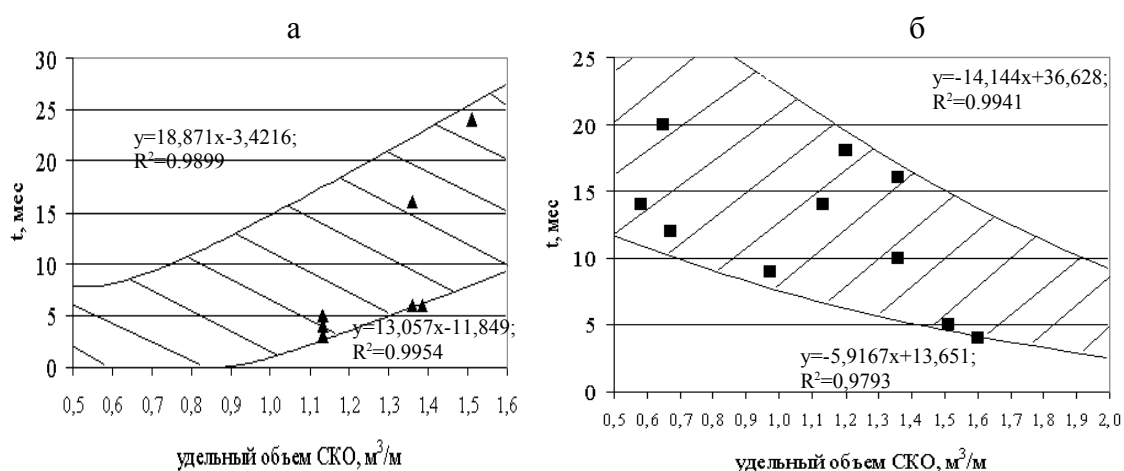 а
30
25
20
15
10
5
0
t, мес
y=18,871x-3,4216;
R²=0.9899
y=13,057x-11,849;
R²=0.9954
0,5 0,6 0,7 0,8 0,9 1,0 1,1 1,2 1,3 1,4 1,5 1,6
удельный объем СКО, м³/м
б
25
20
15
10
5
0
t, мес
y=-14,144x+36,628;
R²=0.9941
y=-5,9167x+13,651;
R²=0,9793
0,5 0,6 0,7 0,8 0,9 1,0 1,1 1,2 1,3 1,4 1,5 1,6 1,7 1,8 1,9 2,0
удельный объем СКО, м³/м